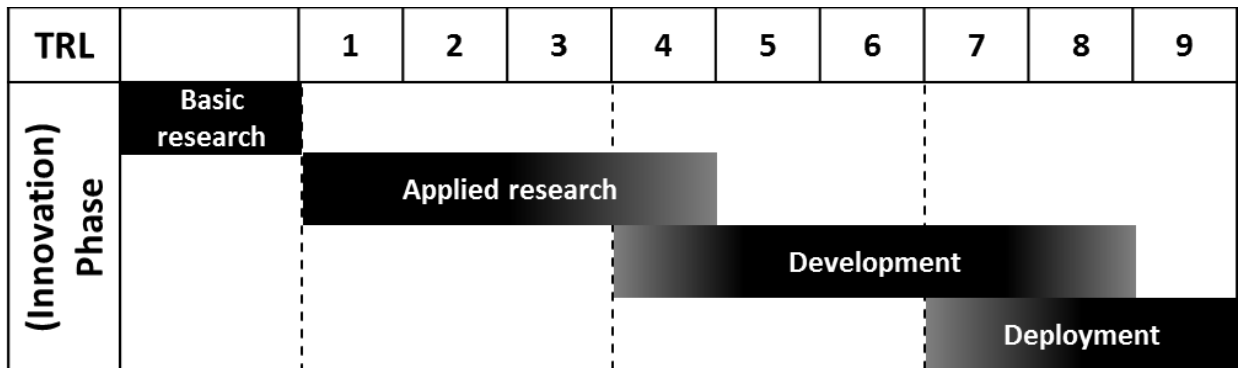 TRL 1 2 3 4 5 6 7 8 9
(Innovation)
Phase
Basic
research
Applied research
Development
Deployment